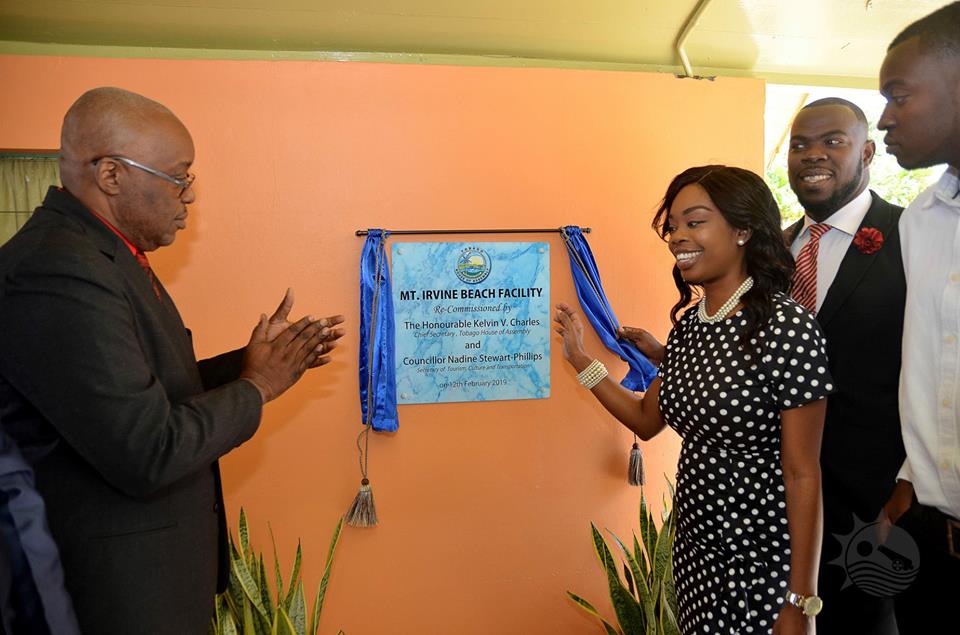 MT. IRVINE BEACH FACILITY
Re-Commissioned by
The Honourable Kelvin V. Charles
Chief Secretary, Tobago House of Assembly
and
Councillor Nadine Stewart-Phillips
Secretary of Tourism, Culture and Transportation
on 12th February 2019